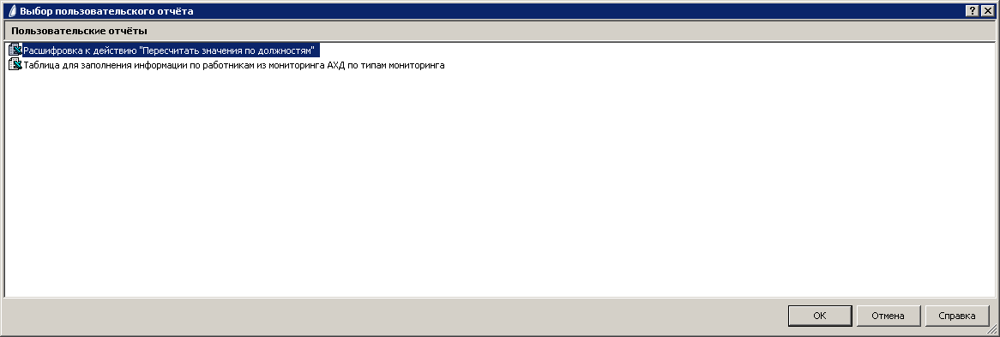 Выбор пользовательского отчёта
Пользовательские отчёты
Расшифровка к действию "Пересчитать значения по должностям"
Таблица для заполнения информации по работникам из мониторинга АХД по типам мониторинга
OK
Отмена
Справка